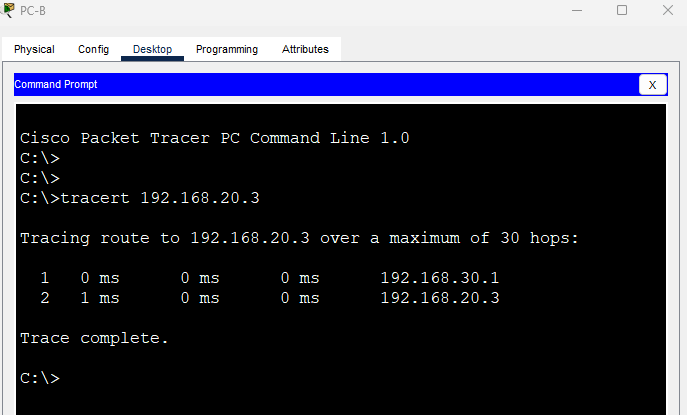 PC-B
Physical Config Desktop Programming Attributes
Command Prompt X
Cisco Packet Tracer PC Command Line 1.0
C:\>
C:\>
C:\>tracert 192.168.20.3
Tracing route to 192.168.20.3 over a maximum of 30 hops:
1 0 ms 0 ms 0 ms 192.168.30.1
2 1 ms 0 ms 0 ms 192.168.20.3
Trace complete.
C:\>